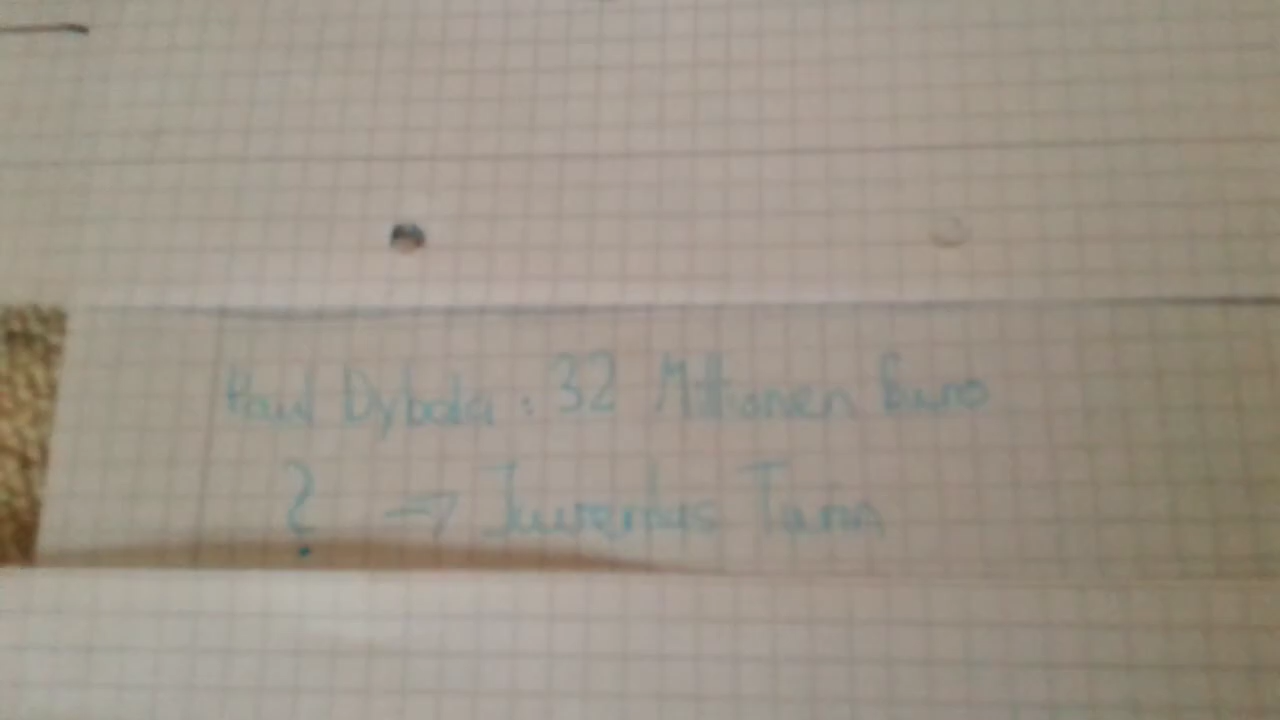 Paul Dybala : 32 Millionen Euro
? → Juventus Turin